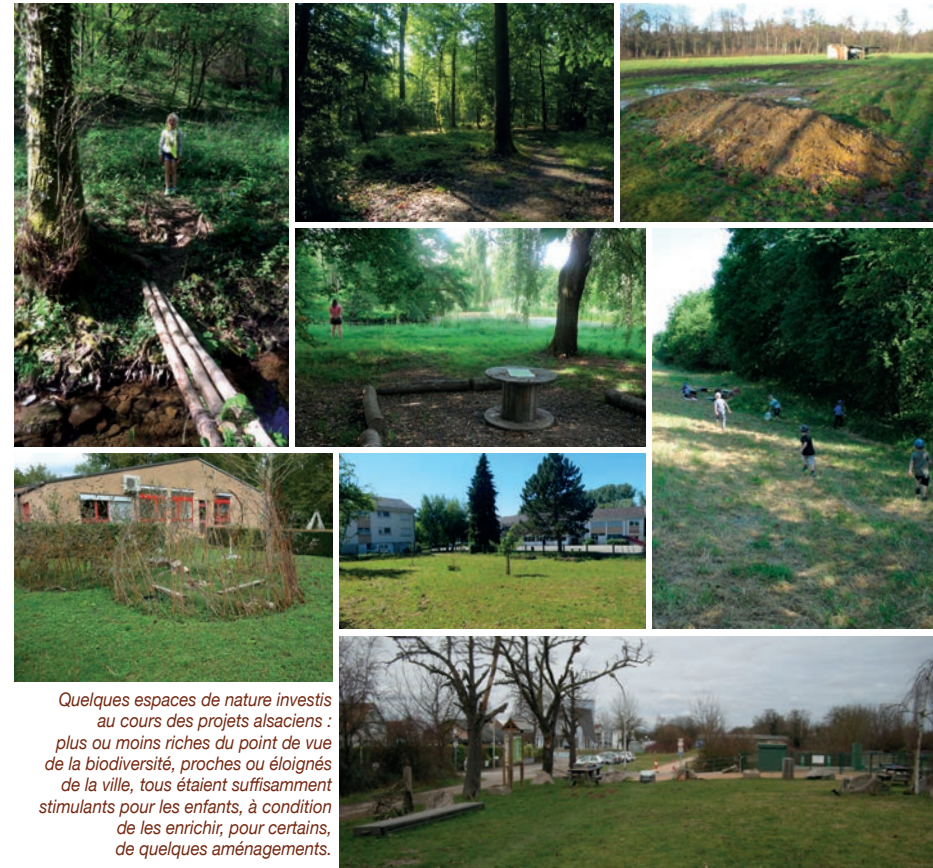 Quelques espaces de nature investis
au cours des projets alsaciens :
plus ou moins riches du point de vue
de la biodiversité, proches ou éloignés
de la ville, tous étaient suffisamment
stimulants pour les enfants, à condition
de les enrichir, pour certains,
de quelques aménagements.